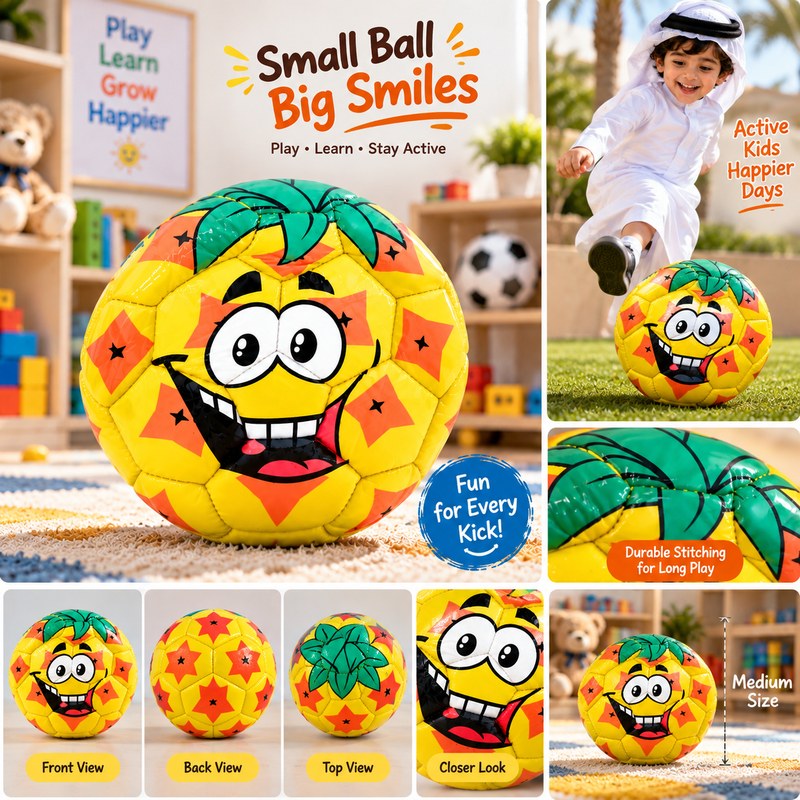 Play
Learn
Grow
Happier
Small Ball
Big Smiles
Play • Learn • Stay Active
Fun
for Every
Kick!
Active
Kids
Happier
Days
Durable Stitching
for Long Play
Front View
Back View
Top View
Closer Look
Medium
Size